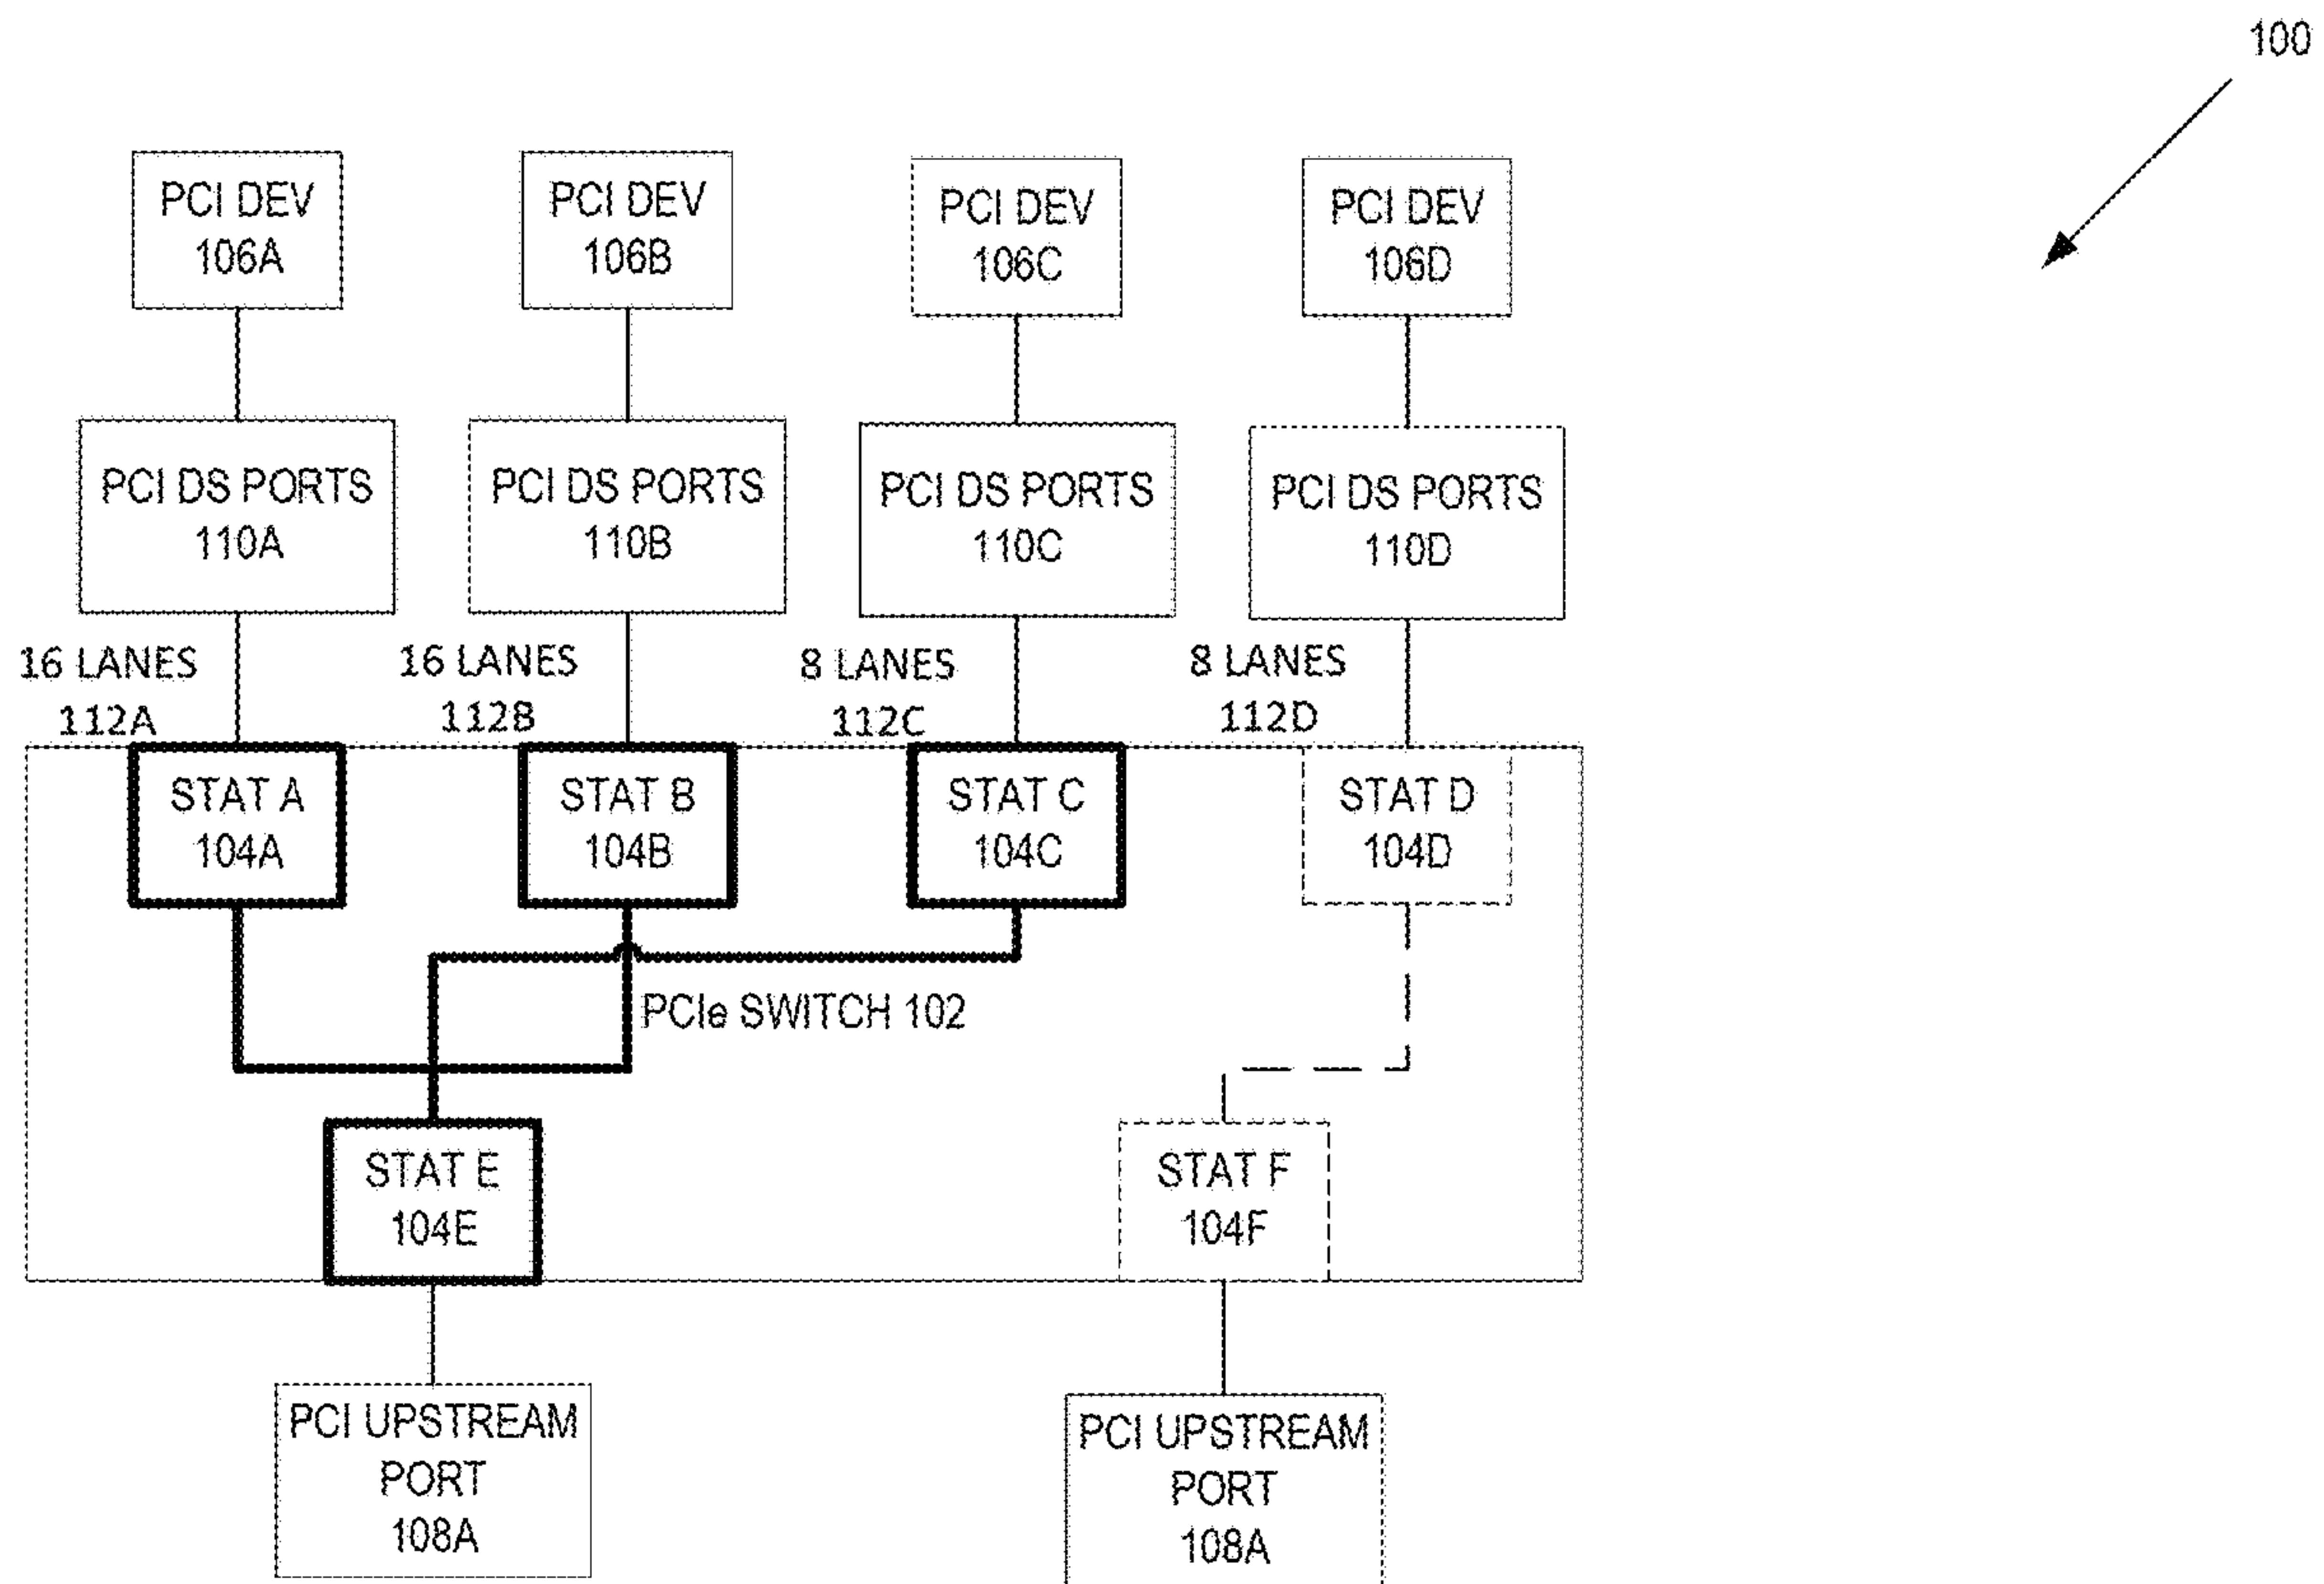 100
PCI DEV
106A
PCI DEV
106B
PCI DEV
106C
PCI DEV
106D
PCI DS PORTS
110A
PCI DS PORTS
110B
PCI DS PORTS
110C
PCI DS PORTS
110D
16 LANES
112A
16 LANES
112B
8 LANES
112C
8 LANES
112D
STAT A
104A
STAT B
104B
STAT C
104C
STAT D
104D
PCIe SWITCH 102
STAT E
104E
STAT F
104F
PCI UPSTREAM
PORT
108A
PCI UPSTREAM
PORT
108A